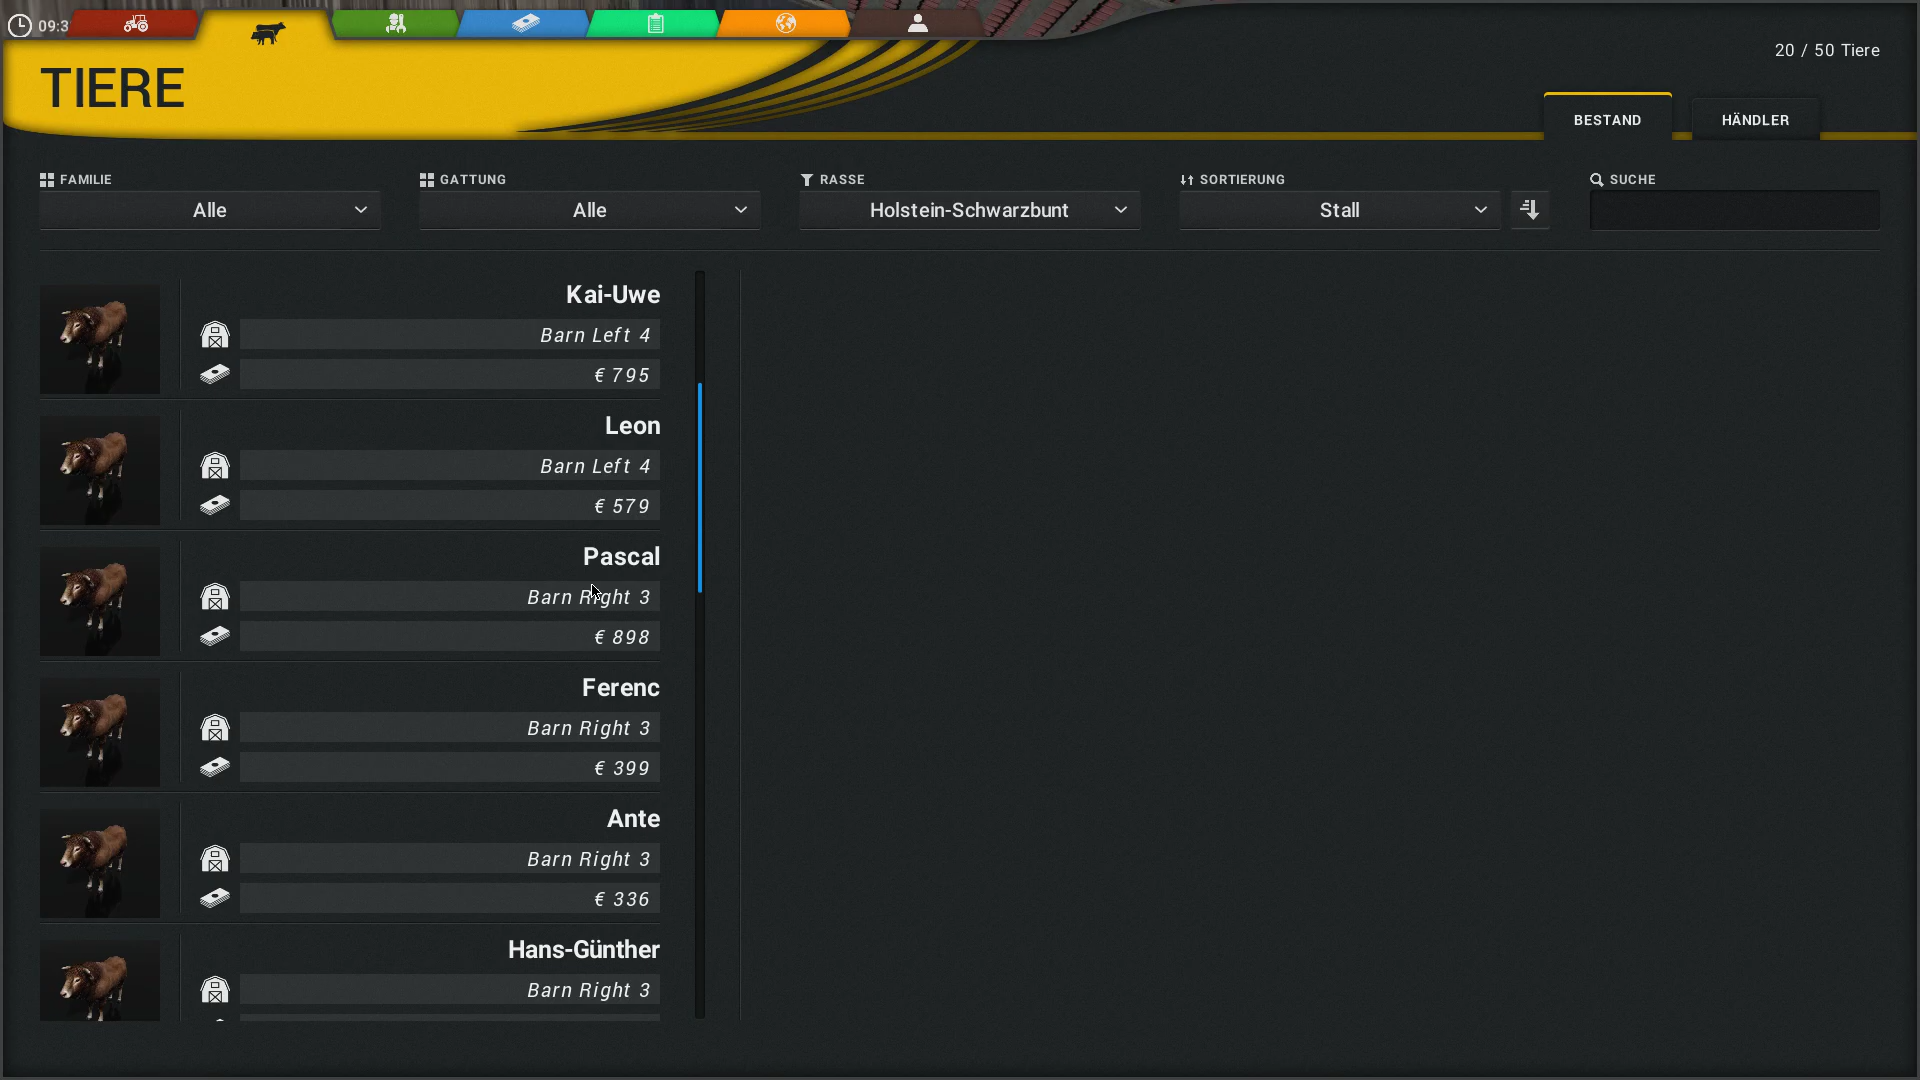 09:3
TIERE
20 / 50 Tiere
BESTAND
HÄNDLER
FAMILIE
GATTUNG
RASSE
SORTIERUNG
SUCHE
Alle
Alle
Holstein-Schwarzbunt
Stall
Kai-Uwe
Barn Left 4
€ 795
Leon
Barn Left 4
€ 579
Pascal
Barn Right 3
€ 898
Ferenc
Barn Right 3
€ 399
Ante
Barn Right 3
€ 336
Hans-Günther
Barn Right 3